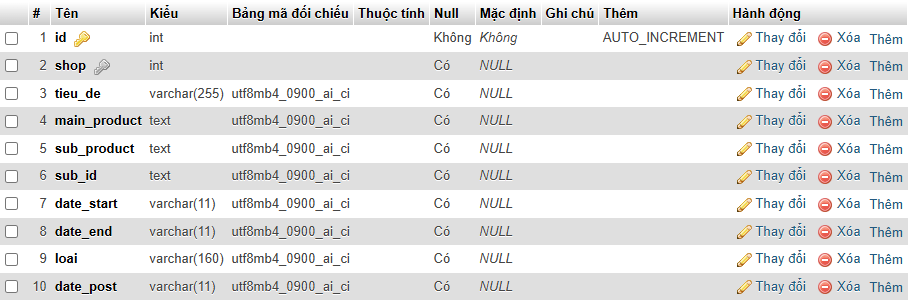 # Tên Kiểu Bảng mã đối chiếu Thuộc tính Null Mặc định Ghi chú Thêm Hành động
1 id int Không Không AUTO_INCREMENT Thay đổi Xóa Thêm
2 shop int Có NULL Thay đổi Xóa Thêm
3 tieu_de varchar(255) utf8mb4_0900_ai_ci Có NULL Thay đổi Xóa Thêm
4 main_product text utf8mb4_0900_ai_ci Có NULL Thay đổi Xóa Thêm
5 sub_product text utf8mb4_0900_ai_ci Có NULL Thay đổi Xóa Thêm
6 sub_id text utf8mb4_0900_ai_ci Có NULL Thay đổi Xóa Thêm
7 date_start varchar(11) utf8mb4_0900_ai_ci Có NULL Thay đổi Xóa Thêm
8 date_end varchar(11) utf8mb4_0900_ai_ci Có NULL Thay đổi Xóa Thêm
9 loai varchar(160) utf8mb4_0900_ai_ci Có NULL Thay đổi Xóa Thêm
10 date_post varchar(11) utf8mb4_0900_ai_ci Có NULL Thay đổi Xóa Thêm